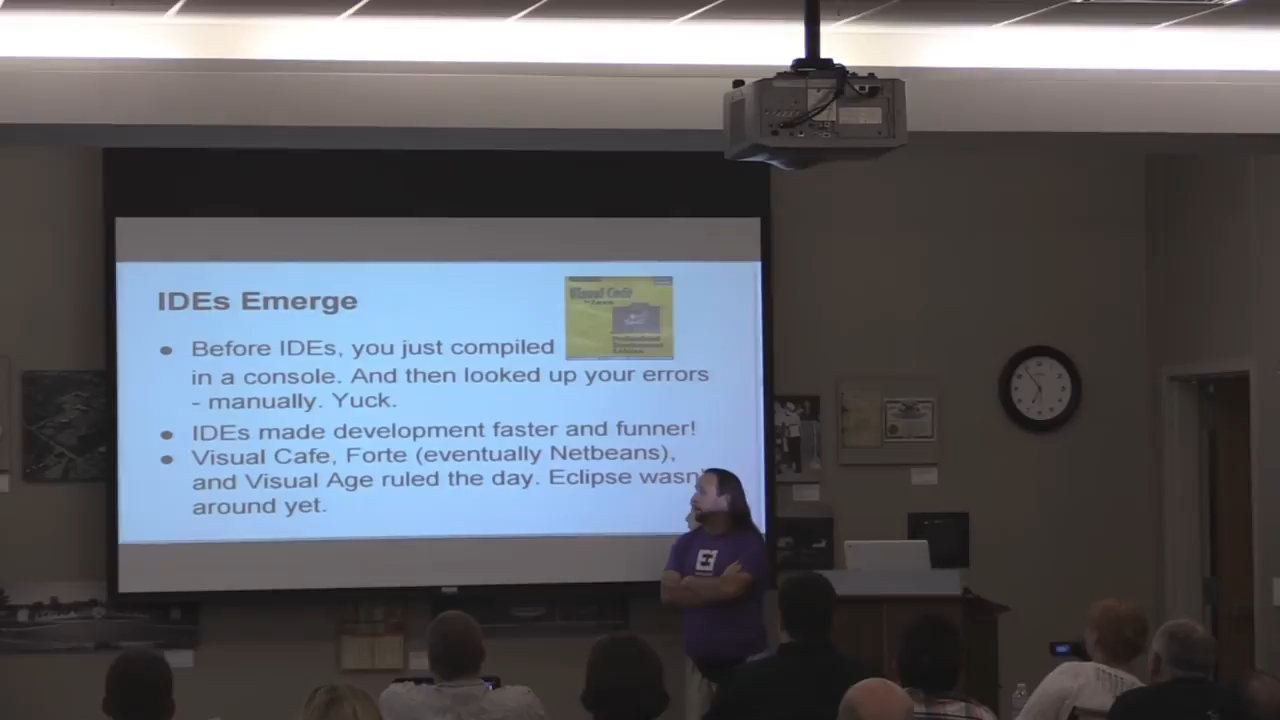 IDEs Emerge
● Before IDEs, you just compiled
in a console. And then looked up your errors
- manually. Yuck.
● IDEs made development faster and funner!
● Visual Cafe, Forte (eventually Netbeans),
and Visual Age ruled the day. Eclipse wasn'
around yet.